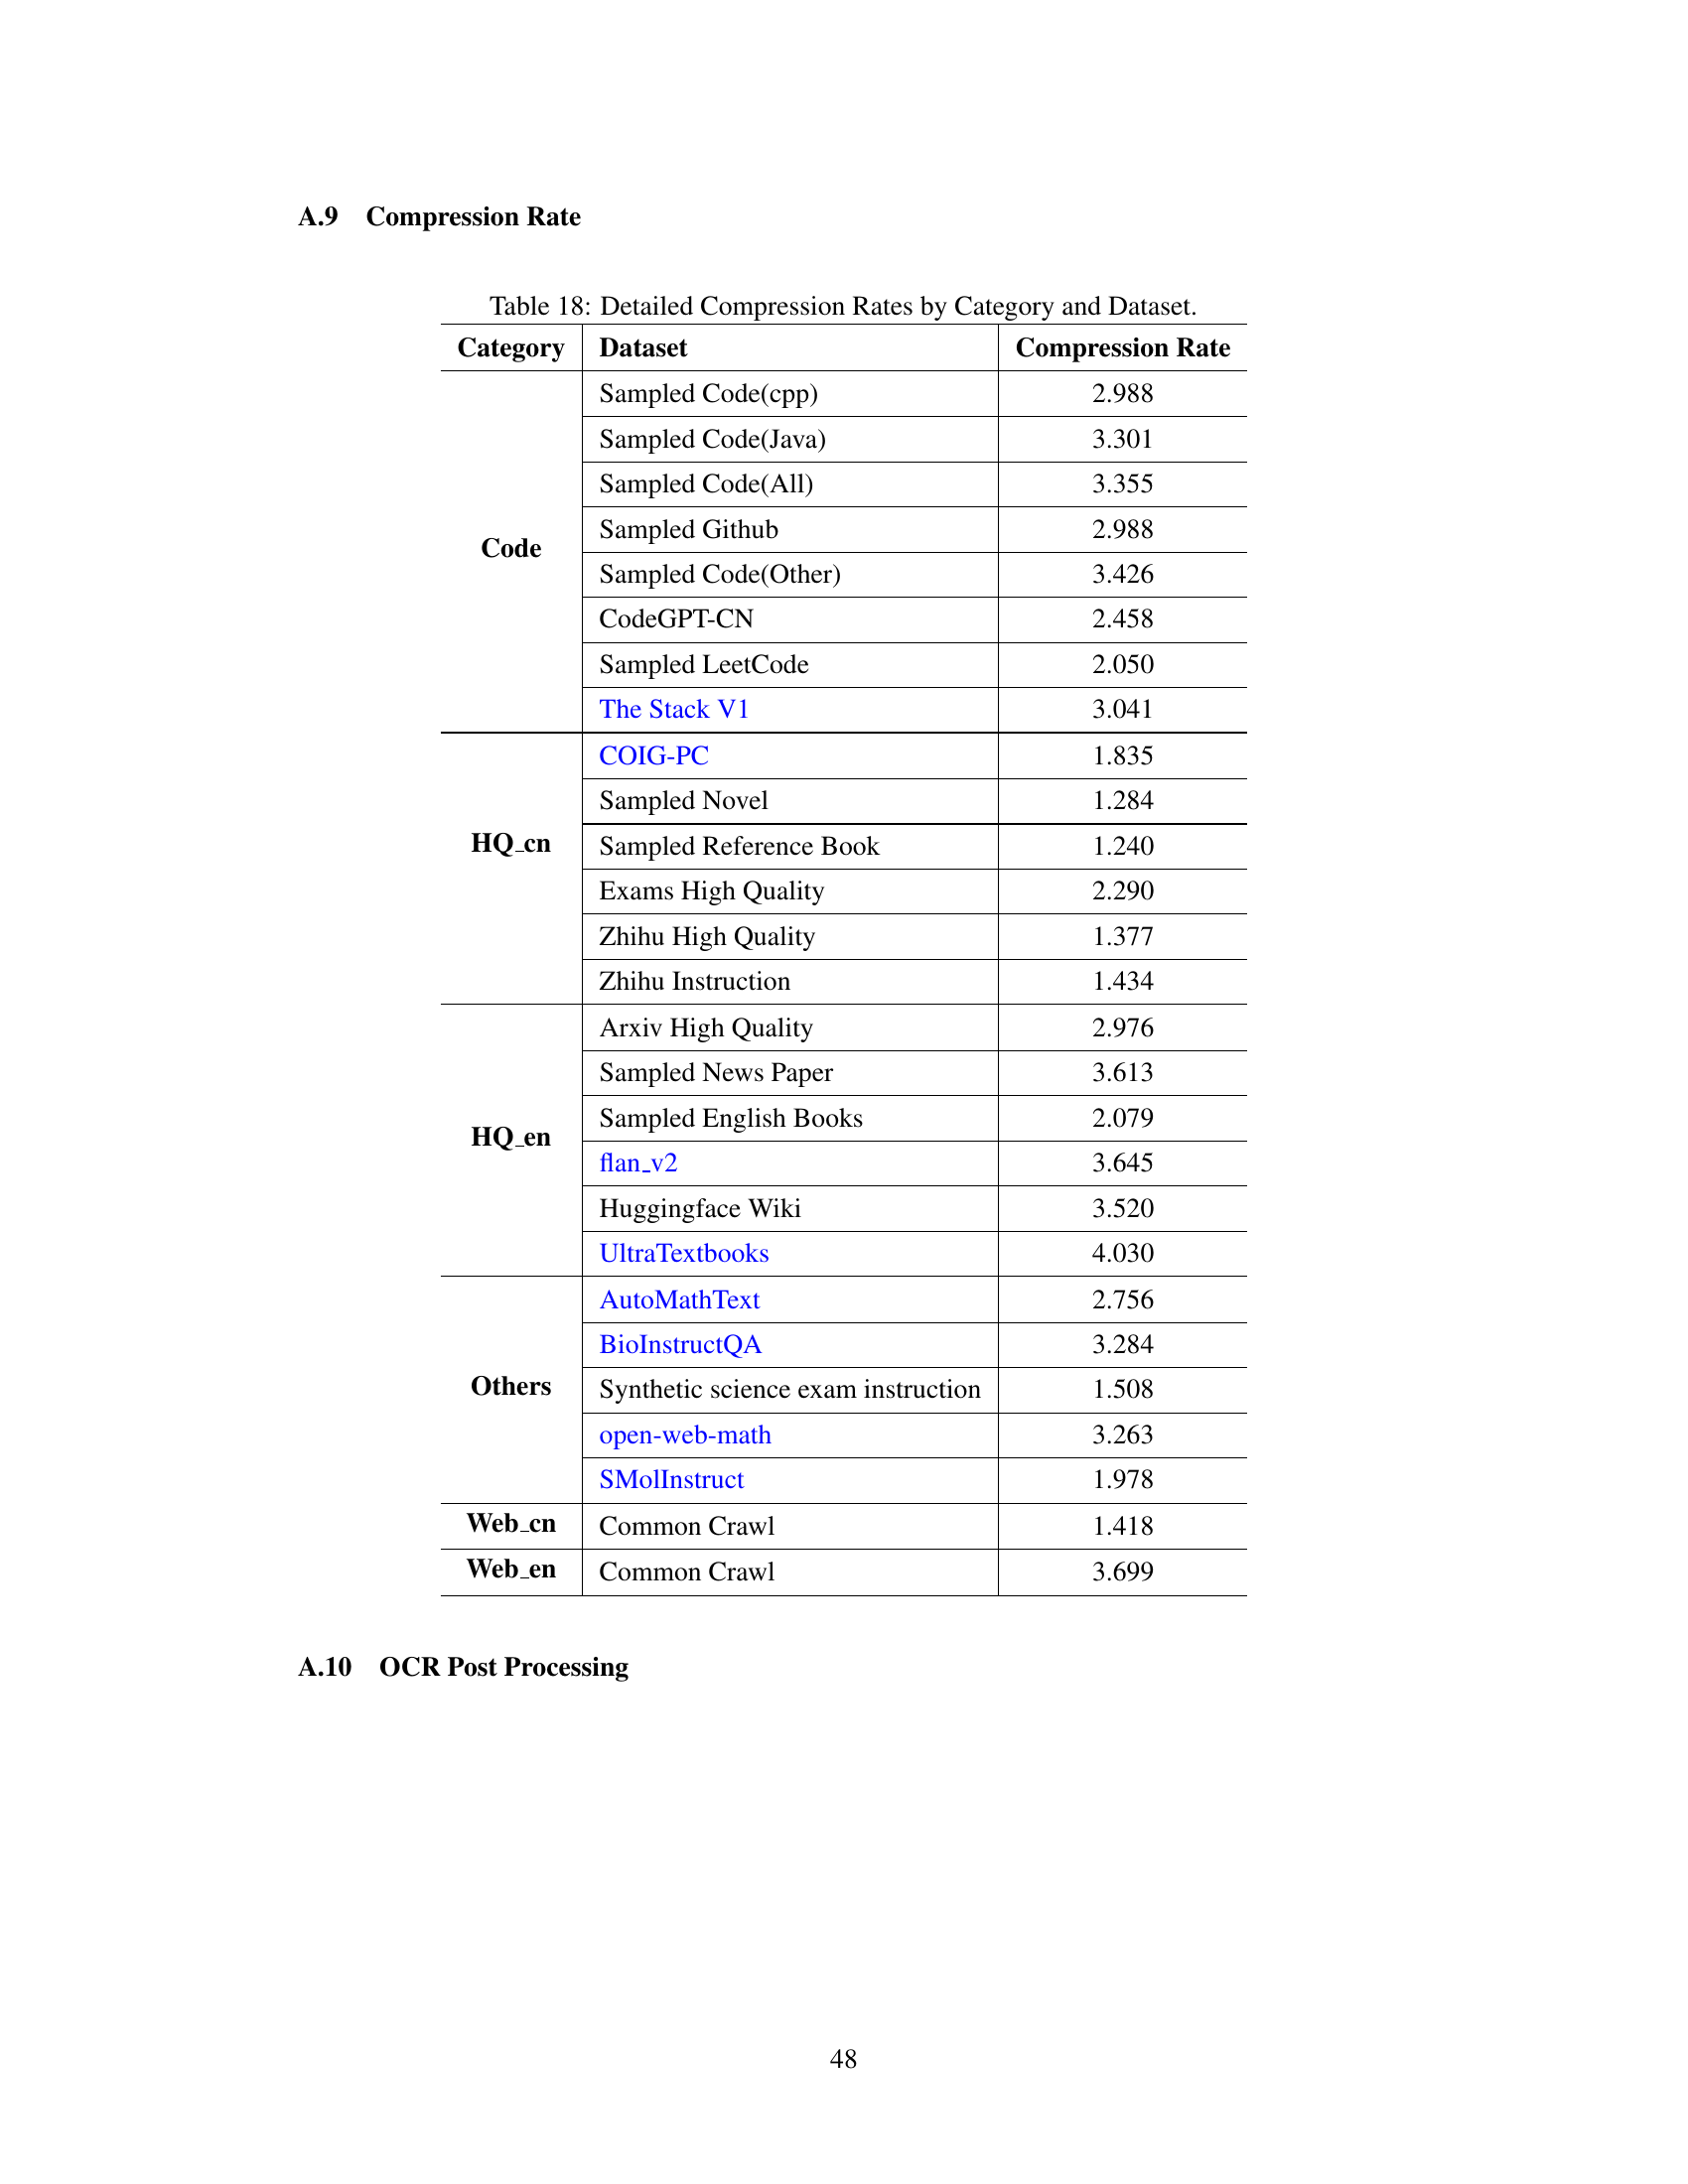 A.9 Compression Rate
Table 18: Detailed Compression Rates by Category and Dataset.
Category Dataset Compression Rate
Code
Sampled Code(cpp) 2.988
Sampled Code(Java) 3.301
Sampled Code(All) 3.355
Sampled Github 2.988
Sampled Code(Other) 3.426
CodeGPT-CN 2.458
Sampled LeetCode 2.050
The Stack V1 3.041
HQ_cn
COIG-PC 1.835
Sampled Novel 1.284
Sampled Reference Book 1.240
Exams High Quality 2.290
Zhihu High Quality 1.377
Zhihu Instruction 1.434
HQ_en
Arxiv High Quality 2.976
Sampled News Paper 3.613
Sampled English Books 2.079
flan_v2 3.645
Huggingface Wiki 3.520
UltraTextbooks 4.030
Others
AutoMathText 2.756
BioInstructQA 3.284
Synthetic science exam instruction 1.508
open-web-math 3.263
SMolInstruct 1.978
Web_cn Common Crawl 1.418
Web_en Common Crawl 3.699
A.10 OCR Post Processing
48